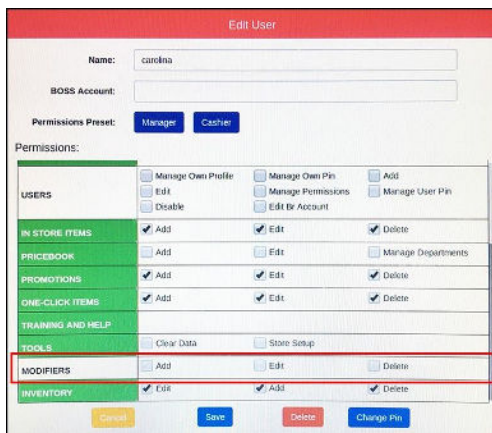 Edit User
Name: carolina
BOSS Account:
Permissions Preset: Manager Cashier
Permissions:
USERS Manage Own Profile Manage Own Pin Add
Edit Manage Permissions Manage User Pin
Disable Edit Br Account
IN STORE ITEMS Add Edit Delete
PRICEBOOK Add Edit Manage Departments
PROMOTIONS Add Edit Delete
ONE-CLICK ITEMS Add Edit Delete
TRAINING AND HELP
TOOLS Clear Data Store Setup
MODIFIERS Add Edit Delete
INVENTORY Edit Add Delete
Cancel Save Delete Change Pin